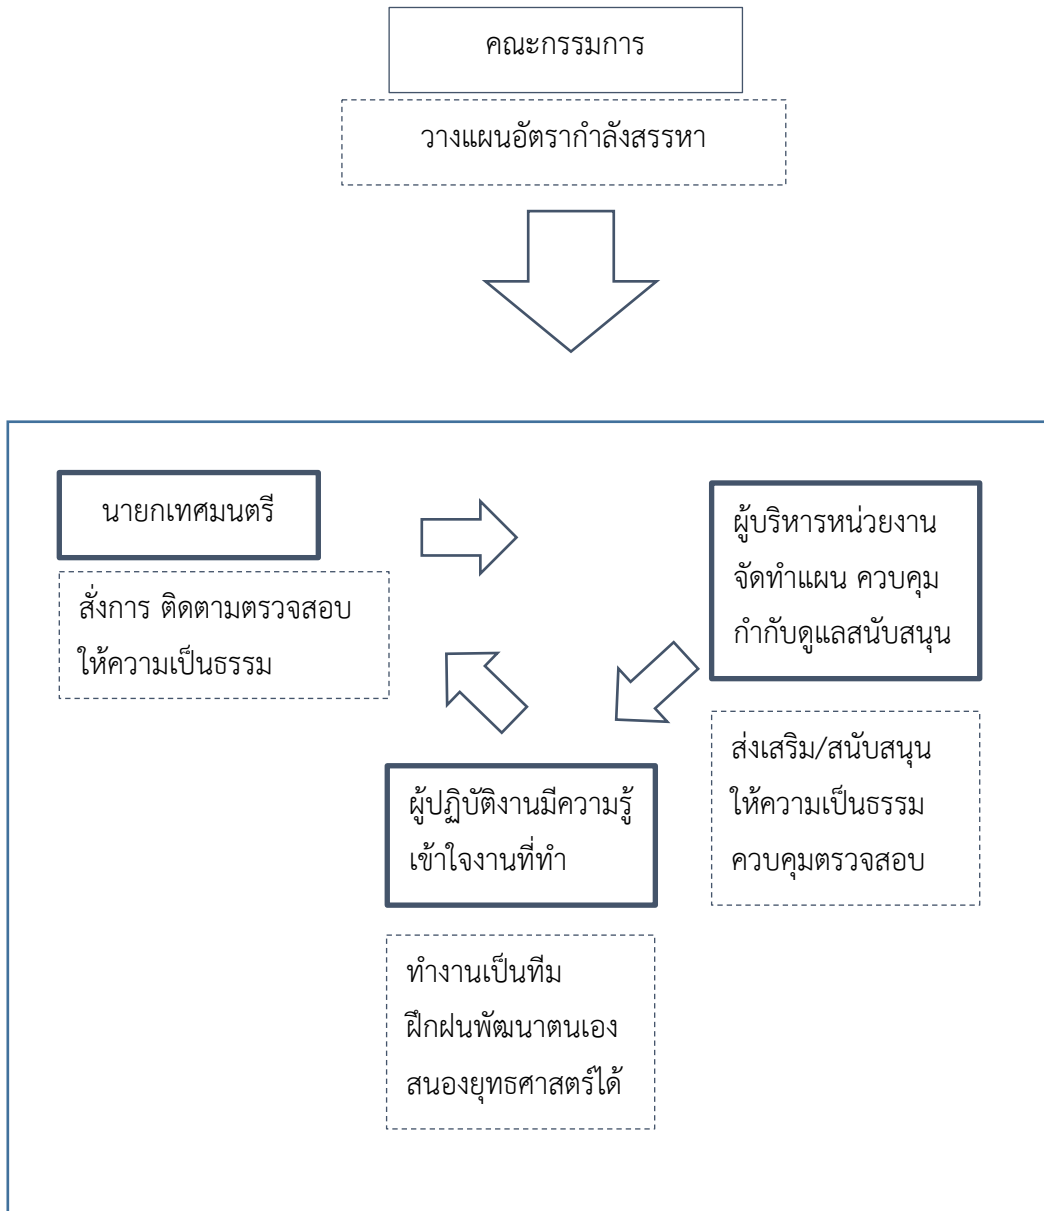 คณะกรรมการ
วางแผนอัตรากำลังสรรหา
นายกเทศมนตรี
สั่งการ ติดตามตรวจสอบ
ให้ความเป็นธรรม
ผู้บริหารหน่วยงาน
จัดทำแผน ควบคุม
กำกับดูแลสนับสนุน
ส่งเสริม/สนับสนุน
ให้ความเป็นธรรม
ควบคุมตรวจสอบ
ผู้ปฏิบัติงานมีความรู้
เข้าใจงานที่ทำ
ทำงานเป็นทีม
ฝึกฝนพัฒนาตนเอง
สนองยุทธศาสตร์ได้